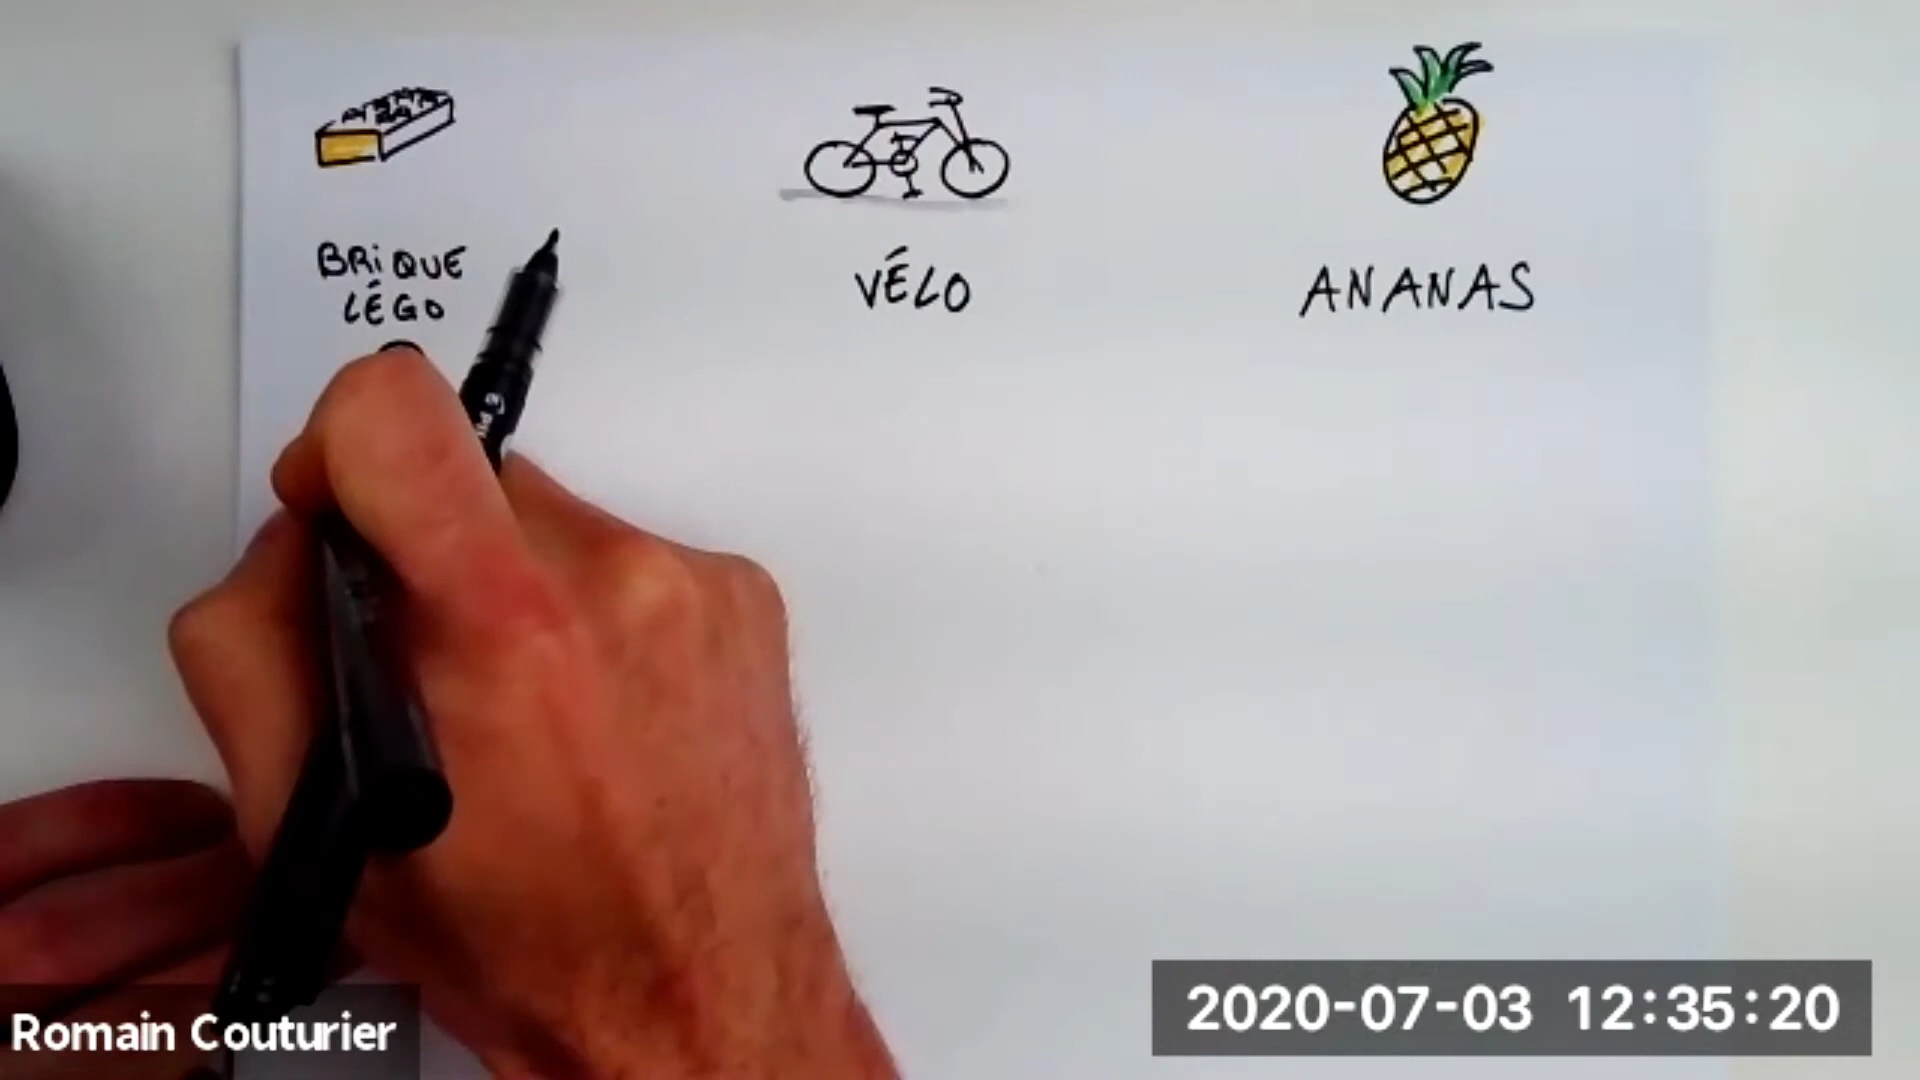 BRiQUE
LÉGO
VÉLO
ANANAS
Romain Couturier
2020-07-03 12:35:20